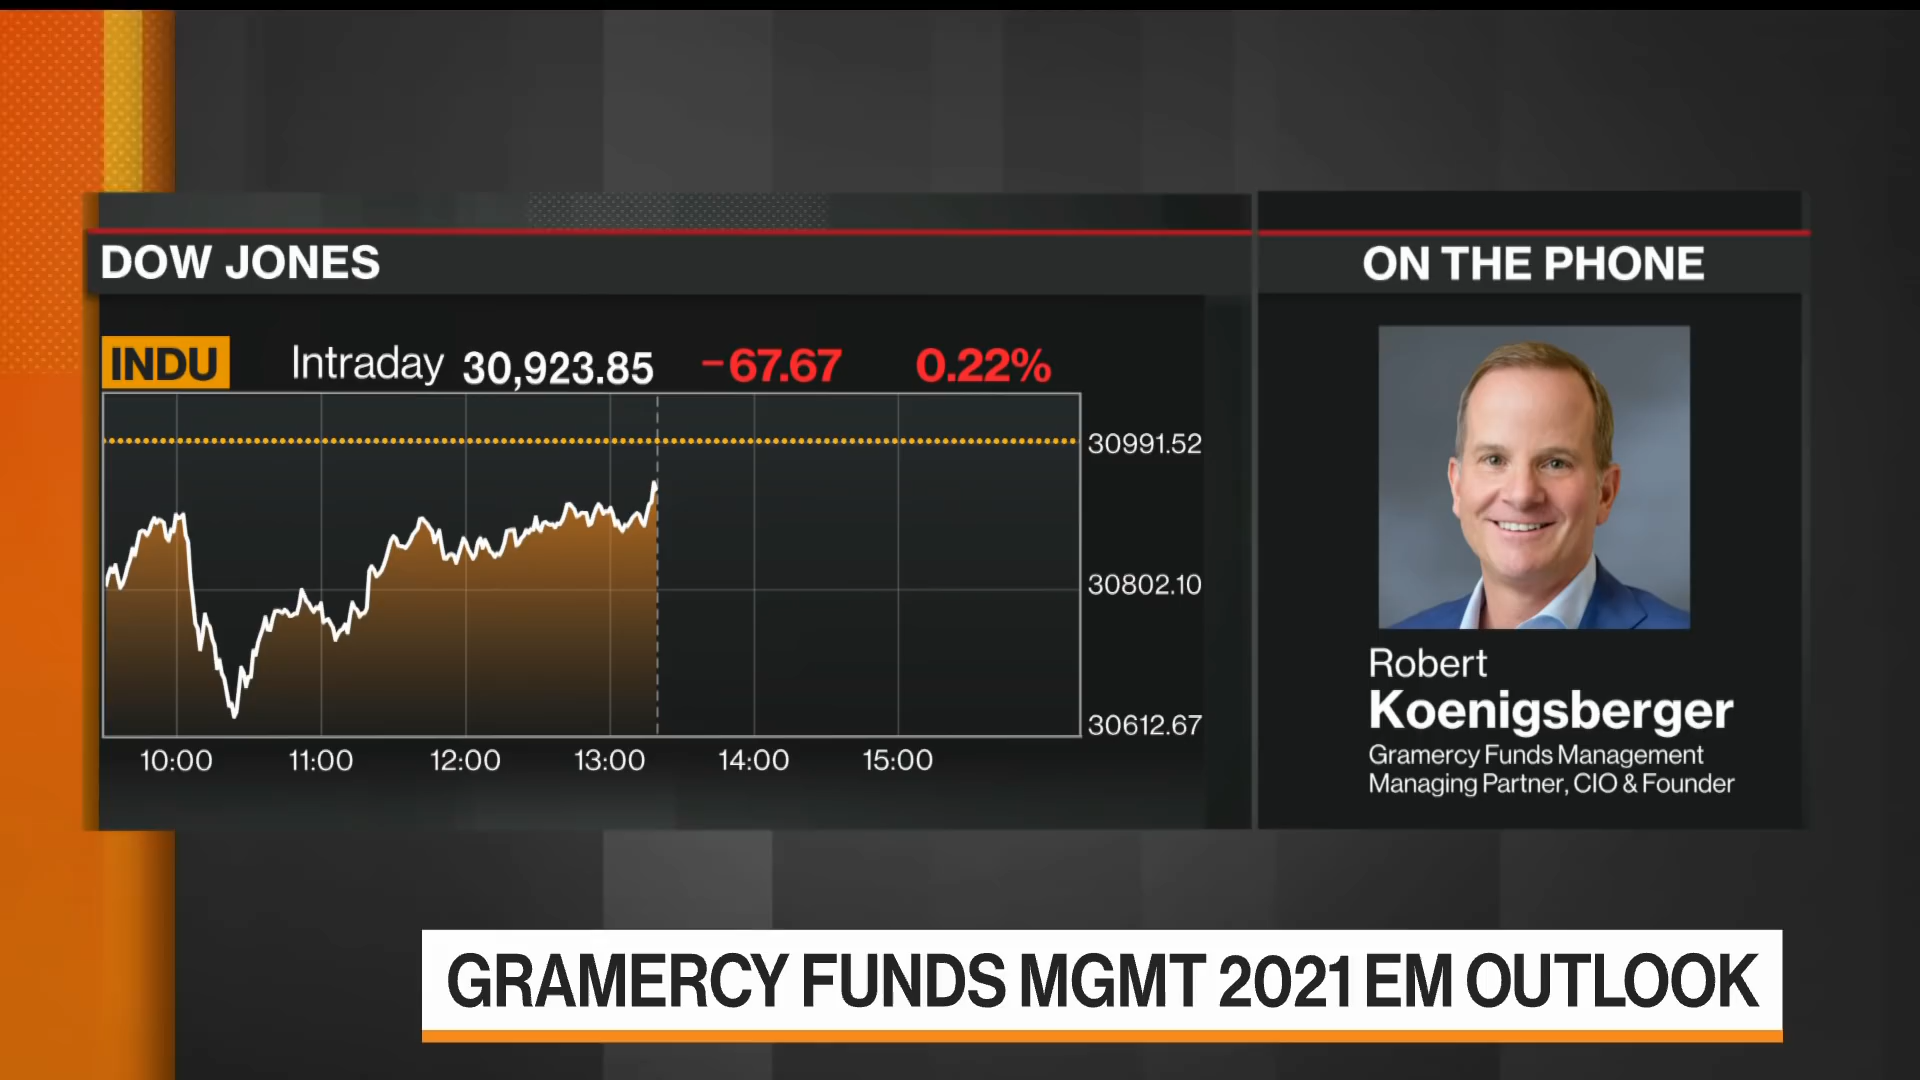 DOW JONES
INDU Intraday 30,923.85 -67.67 0.22%
30991.52
30802.10
30612.67
10:00 11:00 12:00 13:00 14:00 15:00
ON THE PHONE
Robert
Koenigsberger
Gramercy Funds Management
Managing Partner, CIO & Founder
GRAMERCY FUNDS MGMT 2021 EM OUTLOOK